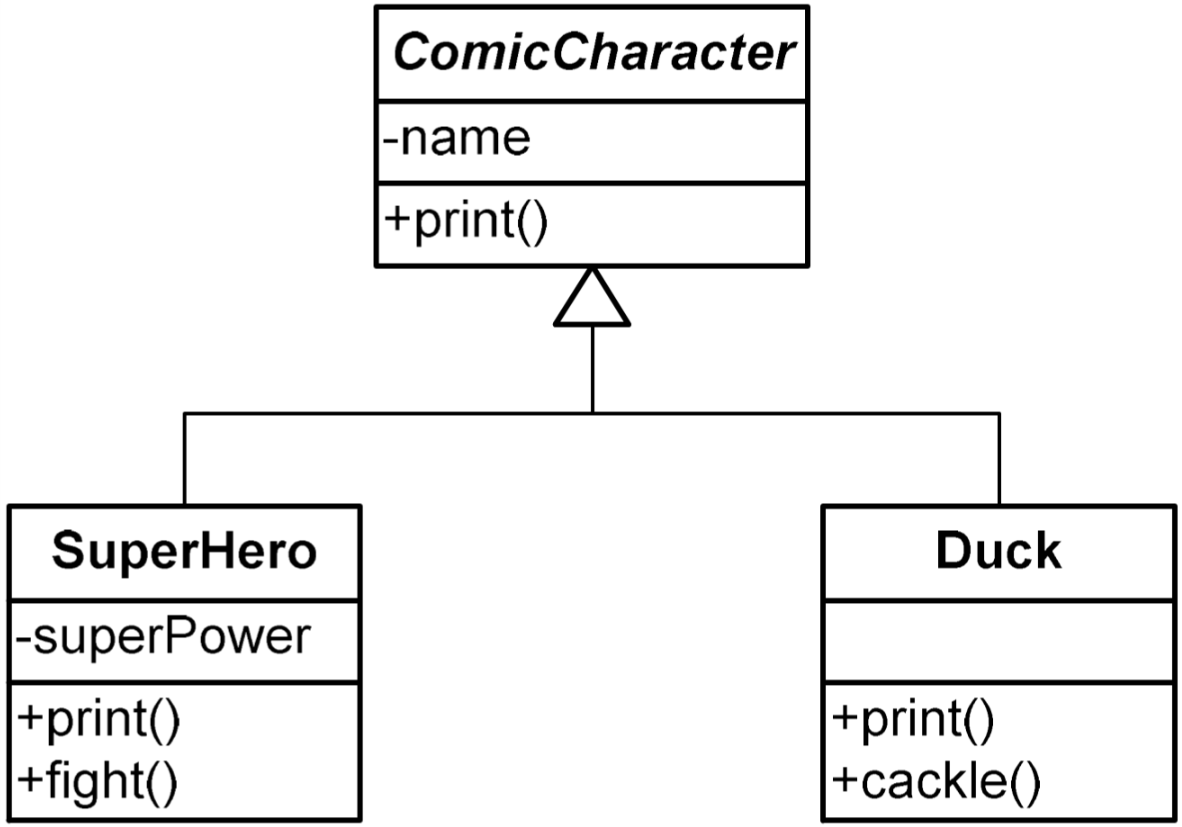 ComicCharacter
-name
+print()
SuperHero
-superPower
+print()
+fight()
Duck
+print()
+cackle()